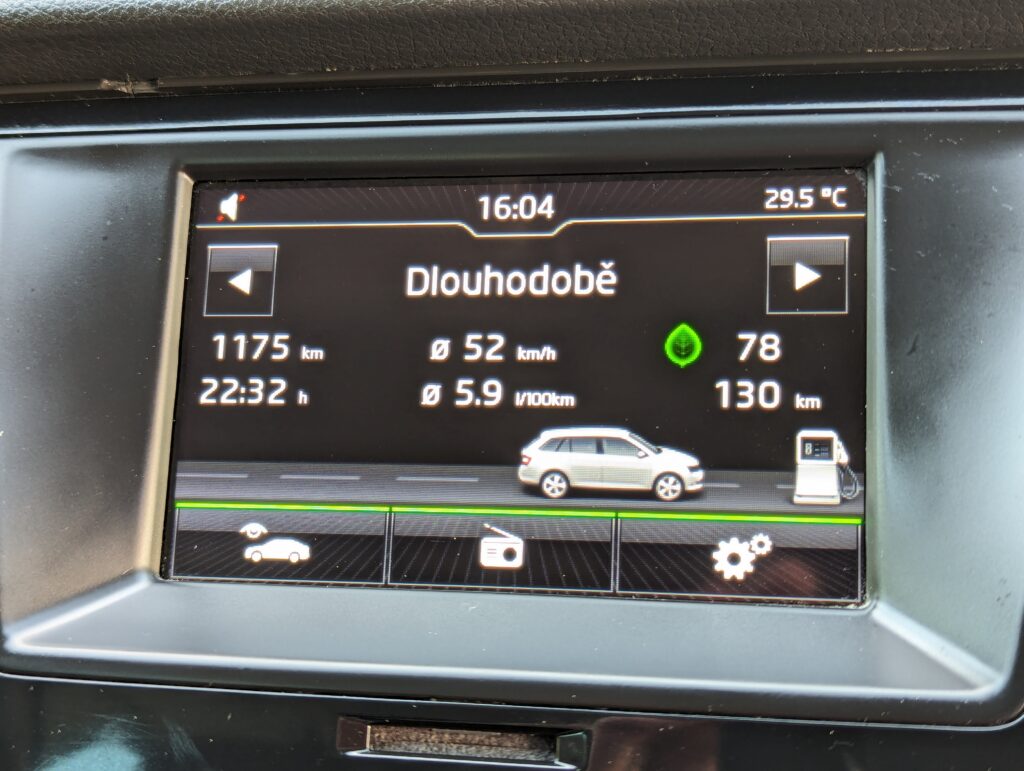 16:04 29.5 °C
Dlouhodobě
1175 km ø 52 km/h 78
22:32 h ø 5.9 l/100km 130 km